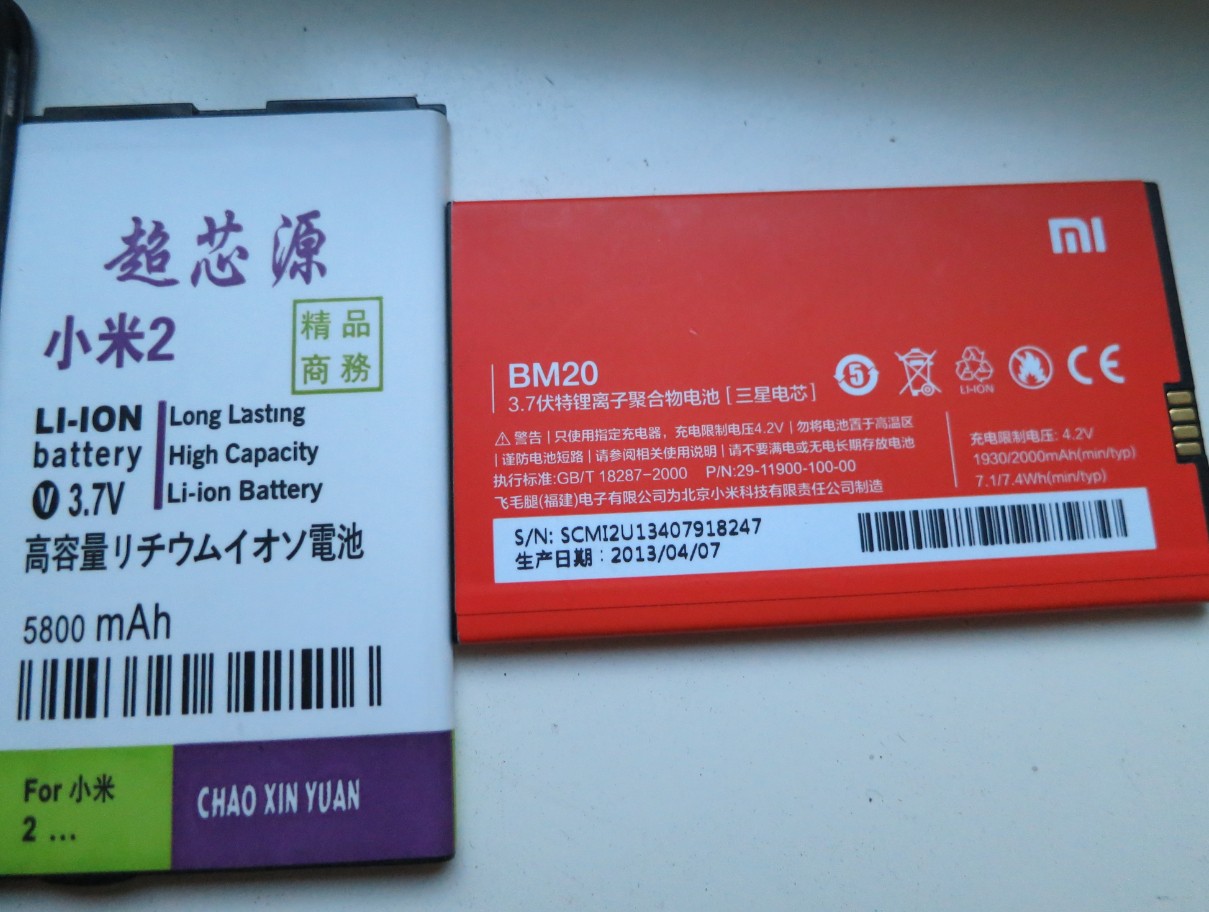 超芯源
小米2
精品
商務
LI-ION
battery
V 3.7V
Long Lasting
High Capacity
Li-ion Battery
高容量リチウムイオソ電池
5800 mAh
For 小米
2 ...
CHAO XIN YUAN
MI
BM20
3.7伏特锂离子聚合物电池［三星电芯］
5
LI-ION
CE
警告 | 只使用指定充电器，充电限制电压4.2V | 勿将电池置于高温区
| 谨防电池短路 | 请参阅相关使用说明 | 请不要满电或无电长期存放电池
执行标准:GB/T 18287-2000 P/N:29-11900-100-00
飞毛腿(福建)电子有限公司为北京小米科技有限责任公司制造
充电限制电压: 4.2V
1930/2000mAh(min/typ)
7.1/7.4Wh(min/typ)
S/N: SCMI2U13407918247
生产日期：2013/04/07